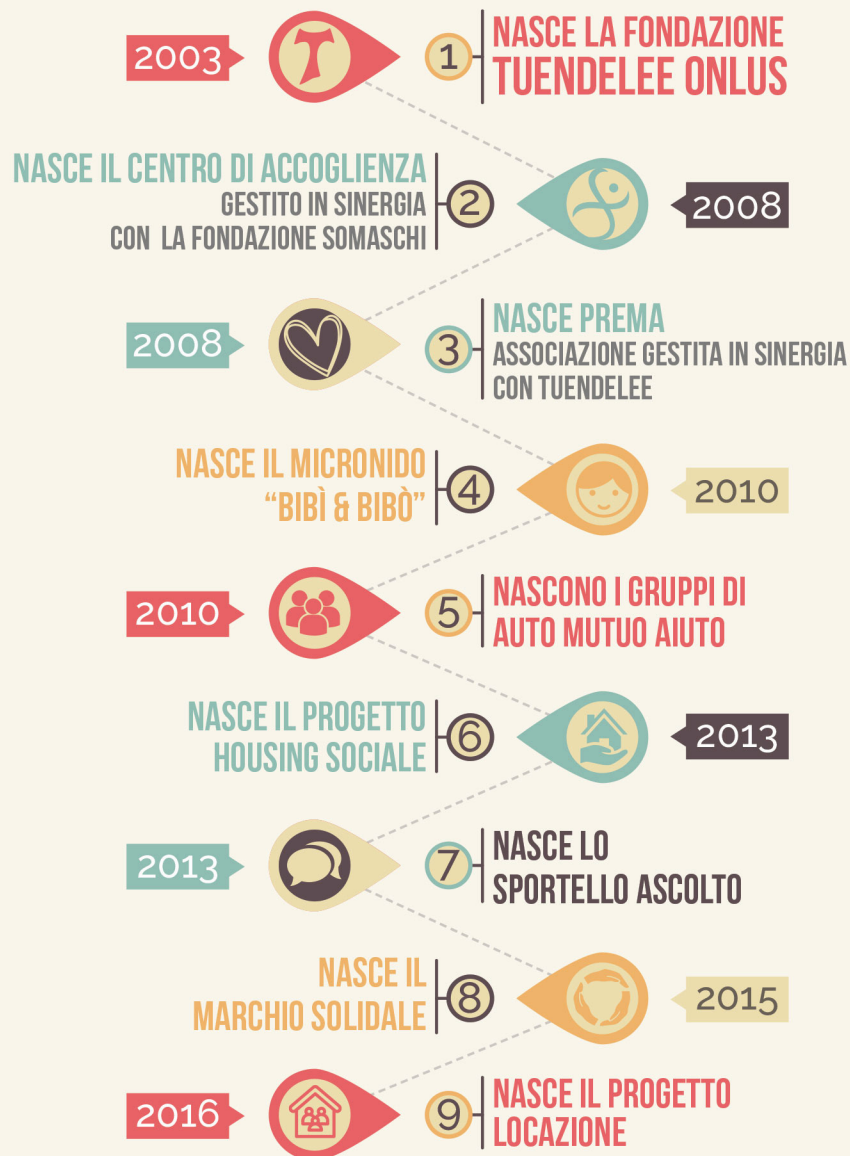 2003
1
NASCE LA FONDAZIONE
TUENDELEE ONLUS
NASCE IL CENTRO DI ACCOGLIENZA
GESTITO IN SINERGIA
CON LA FONDAZIONE SOMASCHI
2
2008
2008
3
NASCE PREMA
ASSOCIAZIONE GESTITA IN SINERGIA
CON TUENDELEE
NASCE IL MICRONIDO
“BIBÌ & BIBÒ”
4
2010
2010
5
NASCONO I GRUPPI DI
AUTO MUTUO AIUTO
NASCE IL PROGETTO
HOUSING SOCIALE
6
2013
2013
7
NASCE LO
SPORTELLO ASCOLTO
NASCE IL
MARCHIO SOLIDALE
8
2015
2016
9
NASCE IL PROGETTO
LOCAZIONE